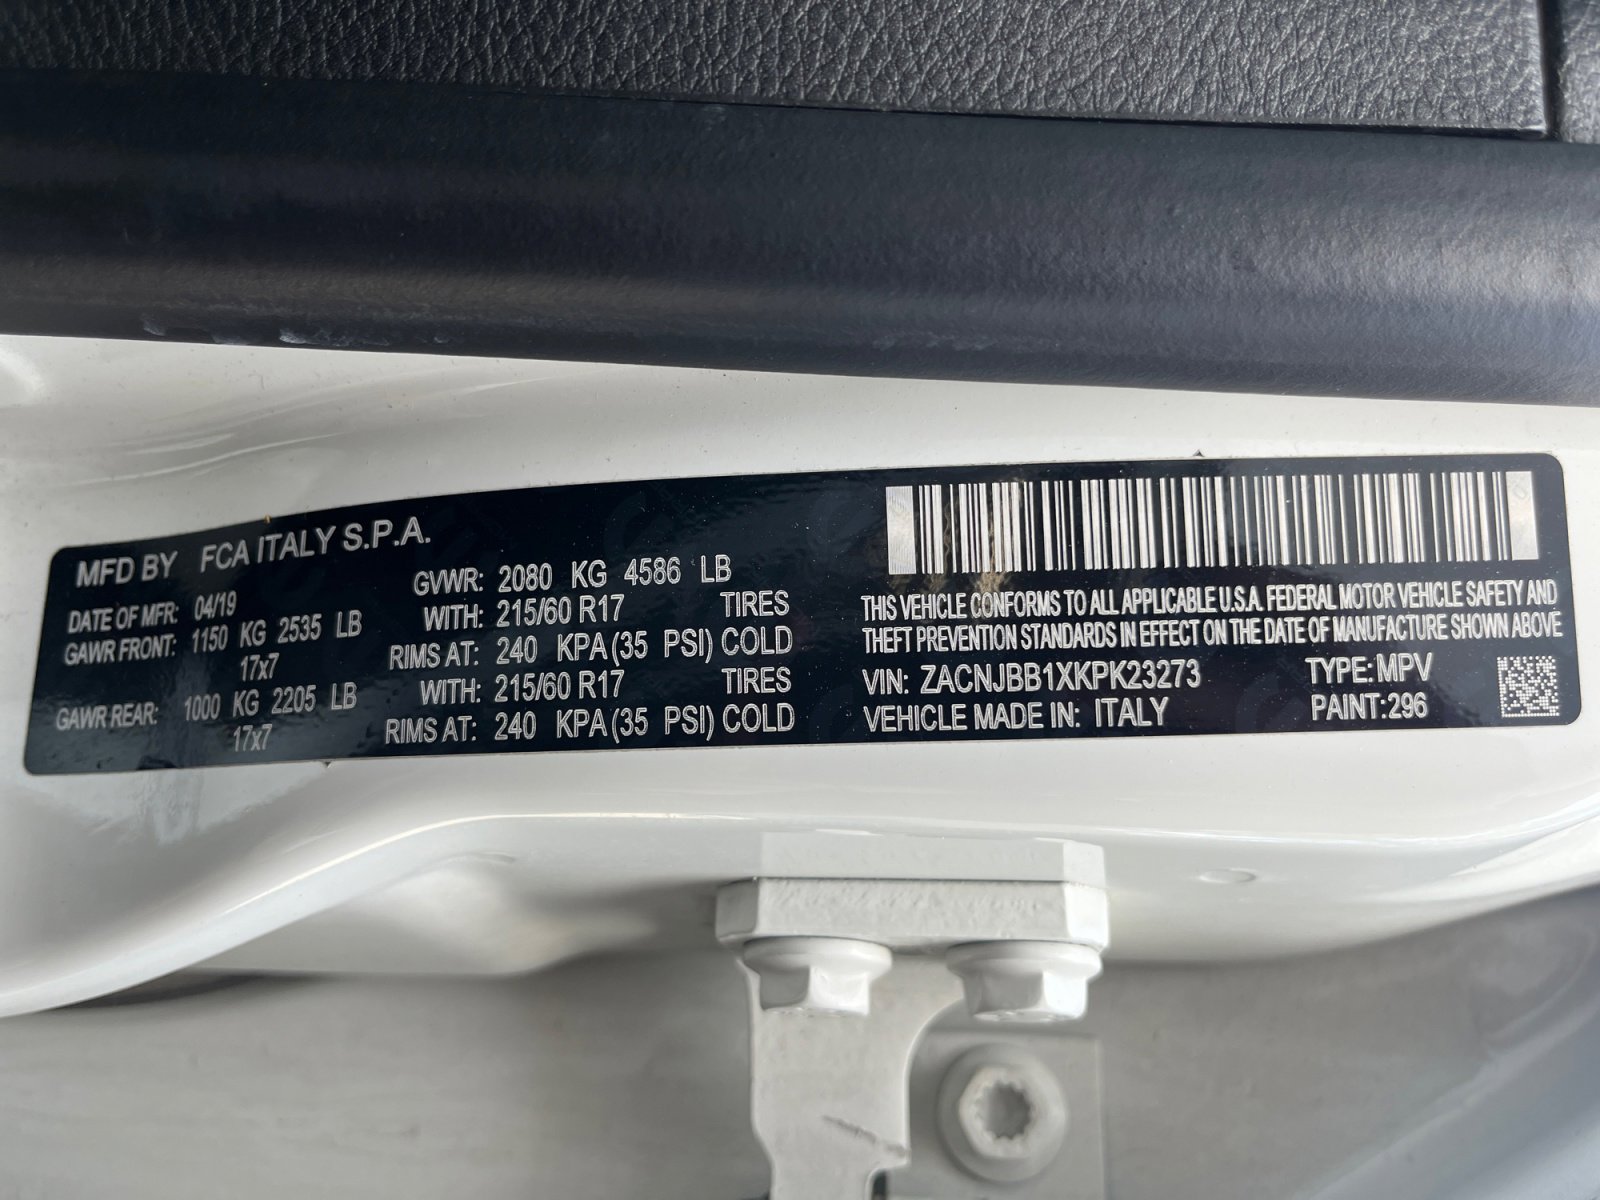 MFD BY FCA ITALY S.P.A.
DATE OF MFR: 04/19
GAWR FRONT: 1150 KG 2535 LB
17x7
GAWR REAR: 1000 KG 2205 LB
17x7
GVWR: 2080 KG 4586 LB
WITH: 215/60 R17 TIRES
RIMS AT: 240 KPA(35 PSI) COLD
WITH: 215/60 R17 TIRES
RIMS AT: 240 KPA(35 PSI) COLD
THIS VEHICLE CONFORMS TO ALL APPLICABLE U.S.A. FEDERAL MOTOR VEHICLE SAFETY AND
THEFT PREVENTION STANDARDS IN EFFECT ON THE DATE OF MANUFACTURE SHOWN ABOVE
VIN: ZACNJBB1XKPK23273 TYPE: MPV
VEHICLE MADE IN: ITALY PAINT:296